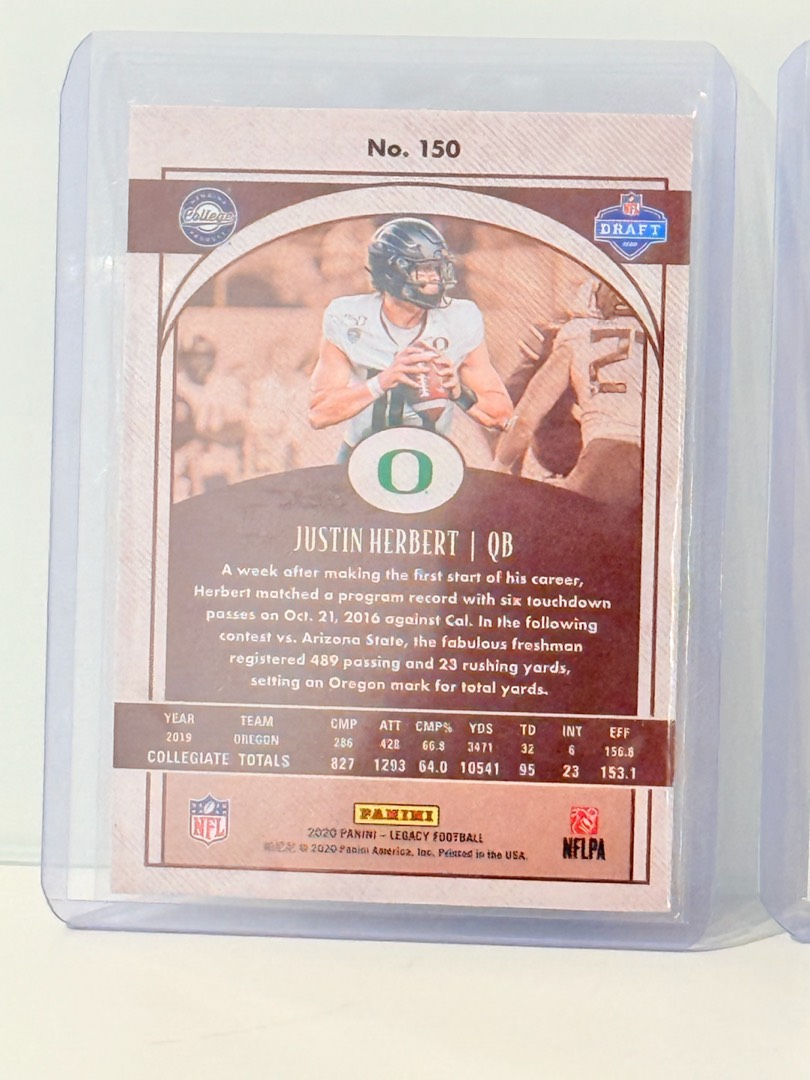 No. 150
College
NFL
DRAFT
2020
O
2
O
JUSTIN HERBERT | QB
A week after making the first start of his career,
Herbert matched a program record with six touchdown
passes on Oct. 21, 2016 against Cal. In the following
contest vs. Arizona State, the fabulous freshman
registered 489 passing and 23 rushing yards,
setting an Oregon mark for total yards.
YEAR TEAM CMP ATT CMP% YDS TD INT EFF
2019 OREGON 286 428 66.8 3471 32 6 156.8
COLLEGIATE TOTALS 827 1293 64.0 10541 95 23 153.1
NFL
PANINI
2020 PANINI – LEGACY FOOTBALL
© 2020 Panini America, Inc. Printed in the USA.
NFLPA